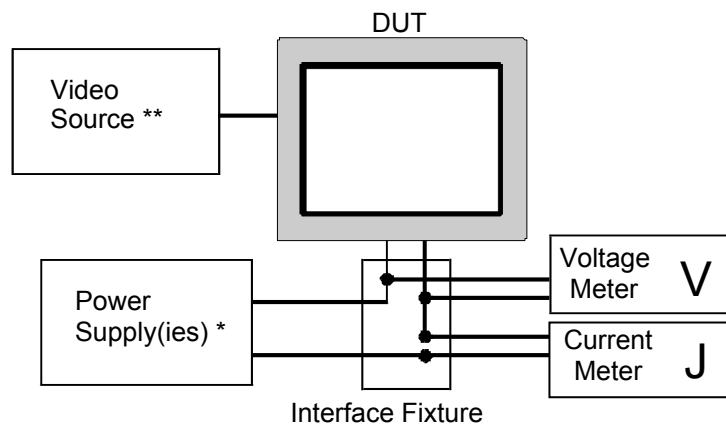 DUT
Video
Source **
Voltage
Meter
V
Power
Supply(ies) *
Current
Meter
J
Interface Fixture